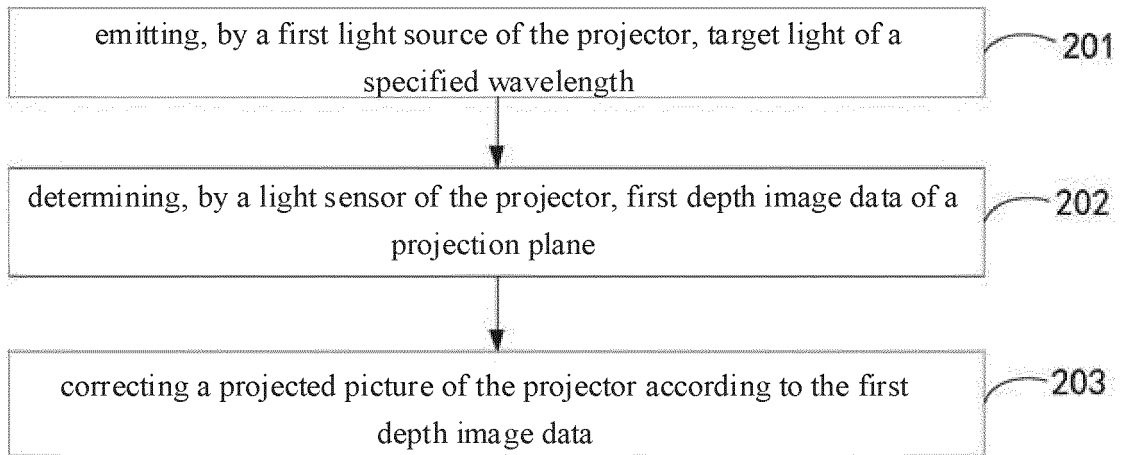 emitting, by a first light source of the projector, target light of a
specified wavelength
201
determining, by a light sensor of the projector, first depth image data of a
projection plane
202
correcting a projected picture of the projector according to the first
depth image data
203